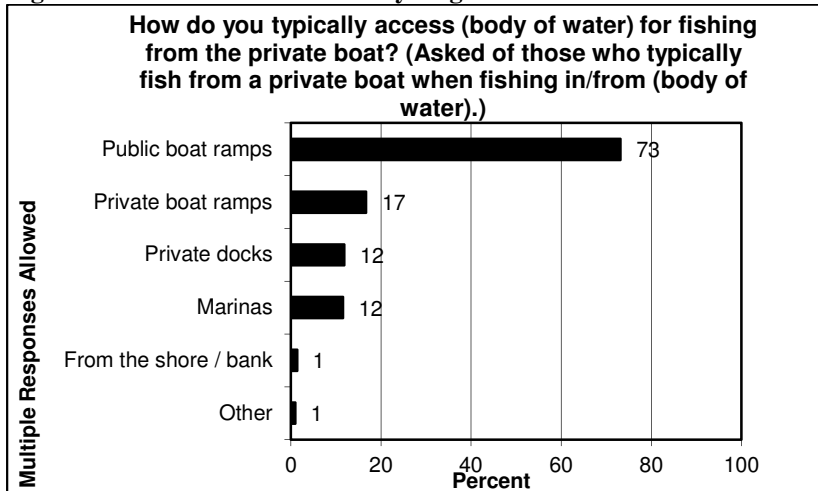 How do you typically access (body of water) for fishing
from the private boat? (Asked of those who typically
fish from a private boat when fishing in/from (body of
water).)
Multiple Responses Allowed
Public boat ramps 73
Private boat ramps 17
Private docks 12
Marinas 12
From the shore / bank 1
Other 1
0 20 40 60 80 100
Percent